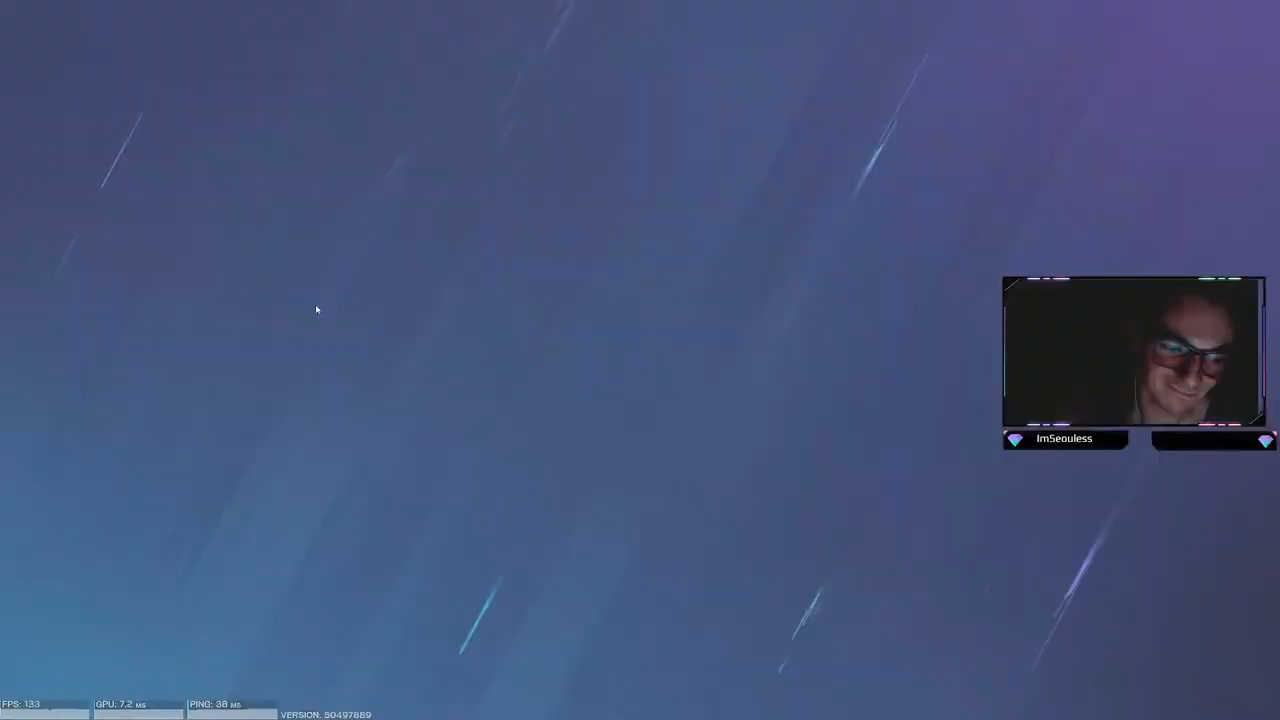 ImSeouless
FPS: 133
GPU: 7.2 MS
PING: 38 MS
VERSION: 50497889